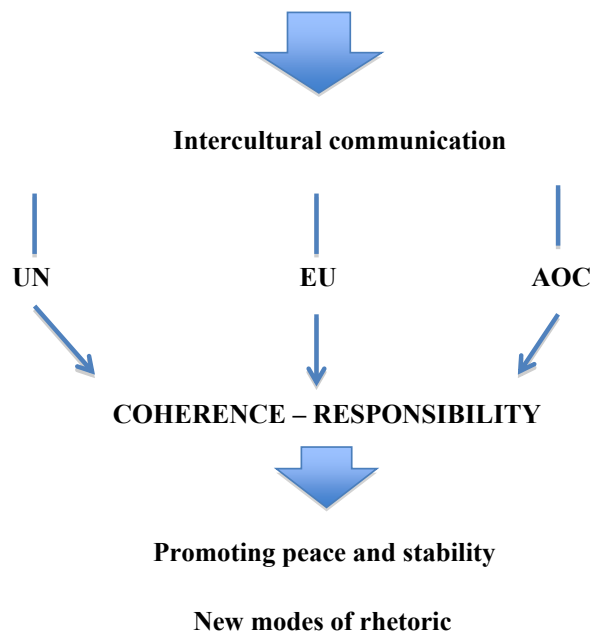 Intercultural communication
UN EU AOC
COHERENCE – RESPONSIBILITY
Promoting peace and stability
New modes of rhetoric